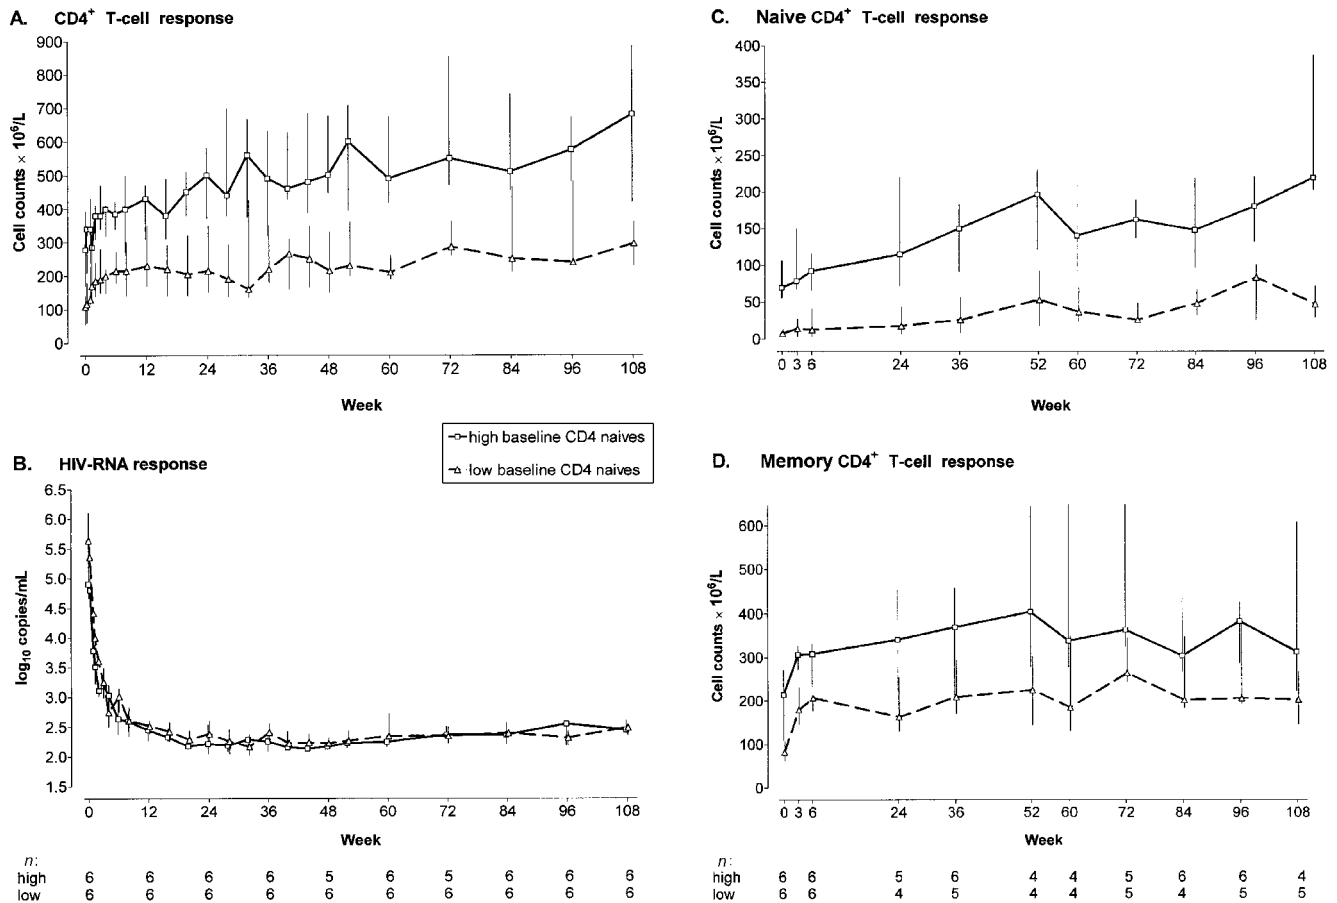 A. CD4+ T-cell response
900
800
700
600
500
400
300
200
100
0
Cell counts × 10^6/L
0 12 24 36 48 60 72 84 96 108
Week
C. Naive CD4+ T-cell response
400
350
300
250
200
150
100
50
0
Cell counts × 10^6/L
0 3 6 24 36 52 60 72 84 96 108
Week
high baseline CD4 naives
low baseline CD4 naives
B. HIV-RNA response
6.5
6.0
5.5
5.0
4.5
4.0
3.5
3.0
2.5
2.0
1.5
log10 copies/mL
0 12 24 36 48 60 72 84 96 108
Week
n:
high 6 6 6 6 5 6 5 6 6 6
low 6 6 6 6 6 6 6 6 6 6
D. Memory CD4+ T-cell response
600
500
400
300
200
100
0
Cell counts × 10^6/L
0 3 6 24 36 52 60 72 84 96 108
Week
n:
high 6 6 5 6 4 4 5 6 6 4
low 6 6 4 5 4 4 5 4 5 5